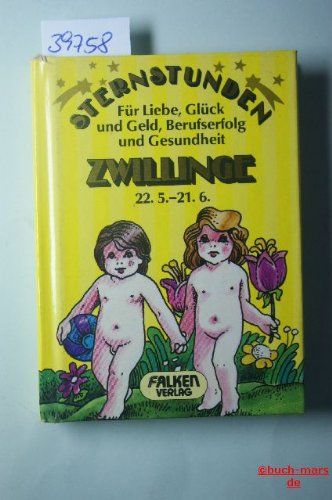 39758
STERNSTUNDEN
Für Liebe, Glück
und Geld, Berufserfolg
und Gesundheit
ZWILLINGE
22. 5.–21. 6.
FALKEN
VERLAG
©buch-mars
de